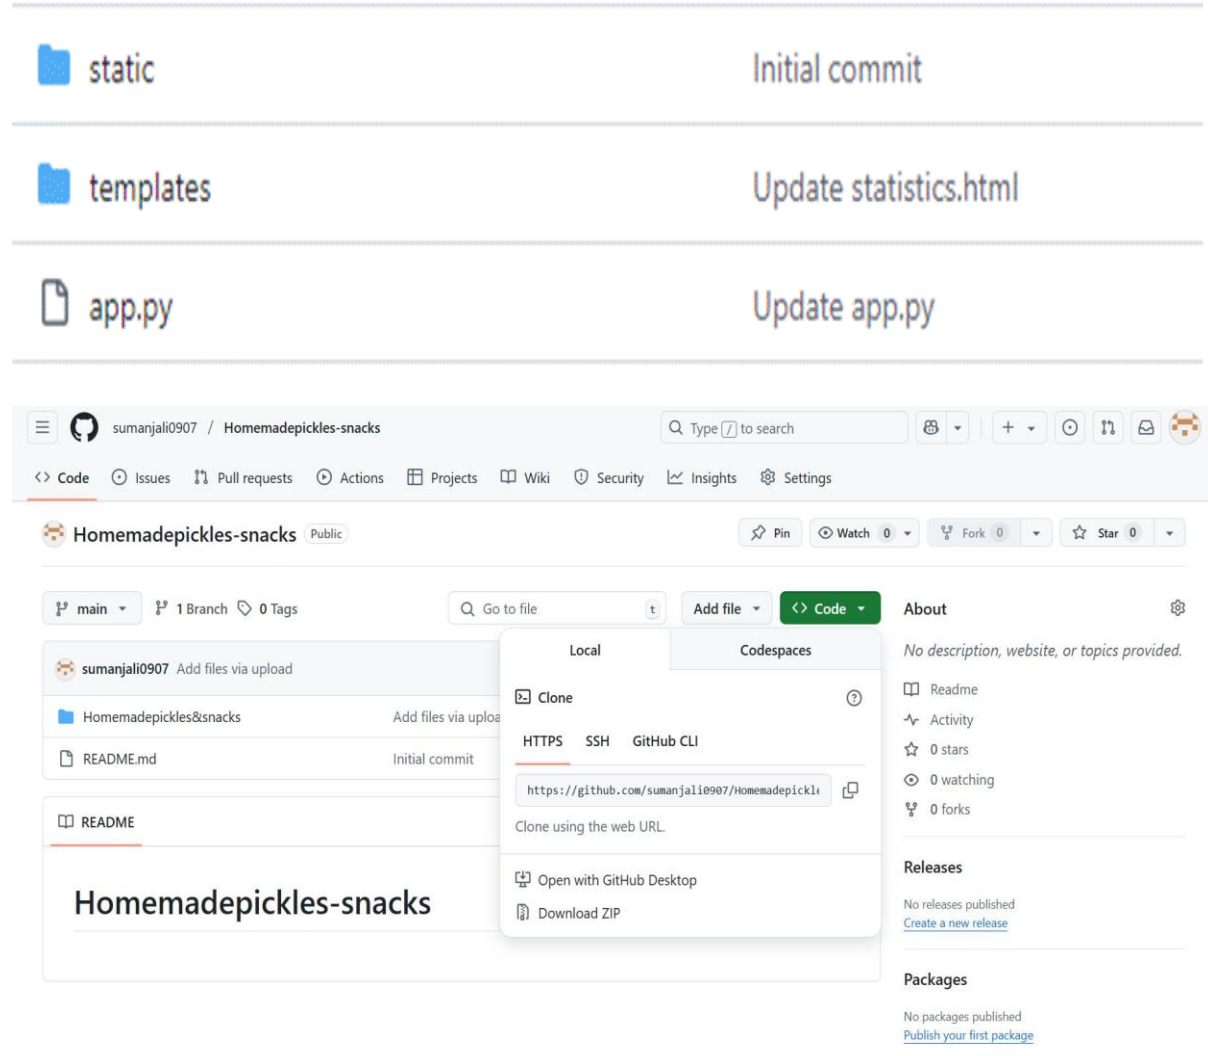 static Initial commit
templates Update statistics.html
app.py Update app.py
sumanjali0907 / Homemadepickles-snacks Type / to search
Code Issues Pull requests Actions Projects Wiki Security Insights Settings
Homemadepickles-snacks Public Pin Watch 0 Fork 0 Star 0
main 1 Branch 0 Tags Go to file t Add file Code About
Local Codespaces No description, website, or topics provided.
sumanjali0907 Add files via upload
Clone Readme
Homemadepickles&snacks Add files via uploa Activity
HTTPS SSH GitHub CLI
README.md Initial commit 0 stars
https://github.com/sumanjali0907/Homemadepickle 0 watching
README Clone using the web URL. 0 forks
Releases
Open with GitHub Desktop
Homemadepickles-snacks No releases published
Download ZIP Create a new release
Packages
No packages published
Publish your first package